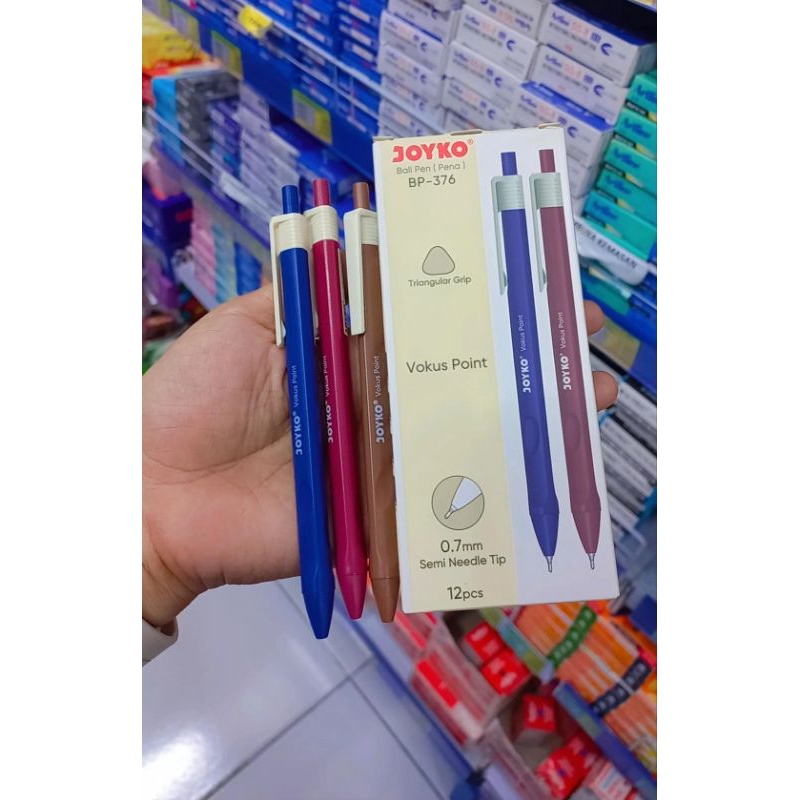 JOYKO®
Ball Pen ( Pena )
BP-376
Triangular Grip
Vokus Point
0.7mm
Semi Needle Tip
12pcs
JOYKO® Vokus Point
JOYKO® Vokus Point
JOYKO® Vokus Point
JOYKO® Vokus Point
JOYKO® Vokus Point
KEMASAN